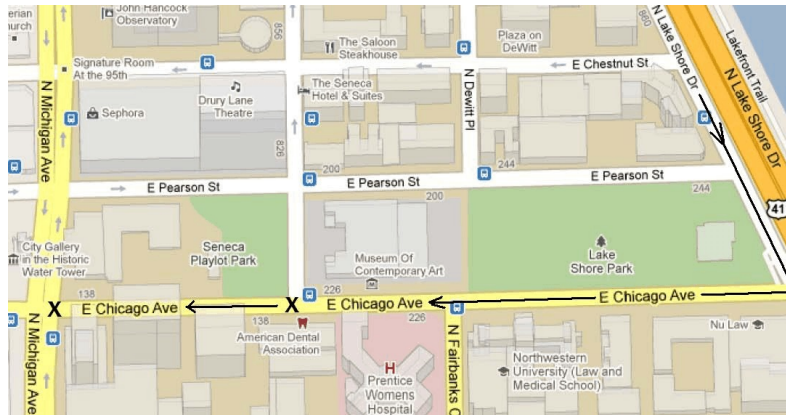 erian
hurch
John Hancock
Observatory
856
The Saloon
Steakhouse
Plaza on
DeWitt
860
N Lake Shore Dr
Lakefront Trail
N Lake Shore Dr
Signature Room
At the 95th
N Michigan Ave
E Chestnut St
Sephora
Drury Lane
Theatre
The Seneca
Hotel & Suites
N Dewitt Pl
826
200
244
E Pearson St
E Pearson St
E Pearson St
244
200
41
City Gallery
in the Historic
Water Tower
Seneca
Playlot Park
Museum Of
Contemporary Art
Lake
Shore Park
138
226
X
E Chicago Ave
X
E Chicago Ave
E Chicago Ave
N Michigan Ave
138
American Dental
Association
226
H
Prentice
Womens
Hospital
N Fairbanks C
Northwestern
University (Law and
Medical School)
Nu Law